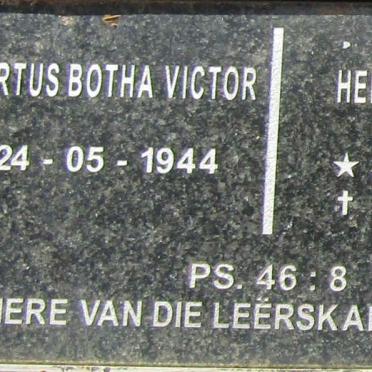 RTUS BOTHA VICTOR
24 - 05 - 1944
HE
★
✝
PS. 46 : 8
HERE VAN DIE LEËRSKA